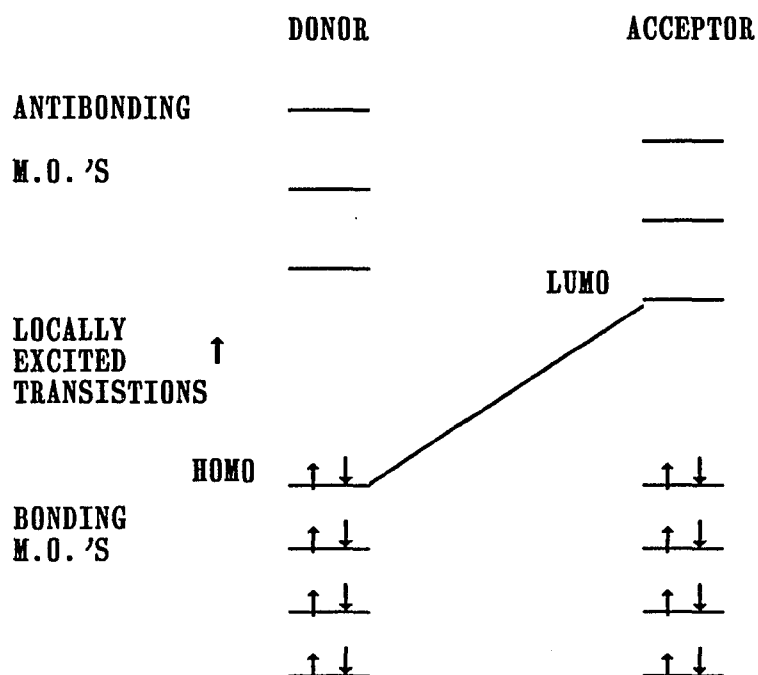 DONOR ACCEPTOR
ANTIBONDING
M.O.'S
LUMO
LOCALLY
EXCITED
TRANSISTIONS
HOMO
BONDING
M.O.'S